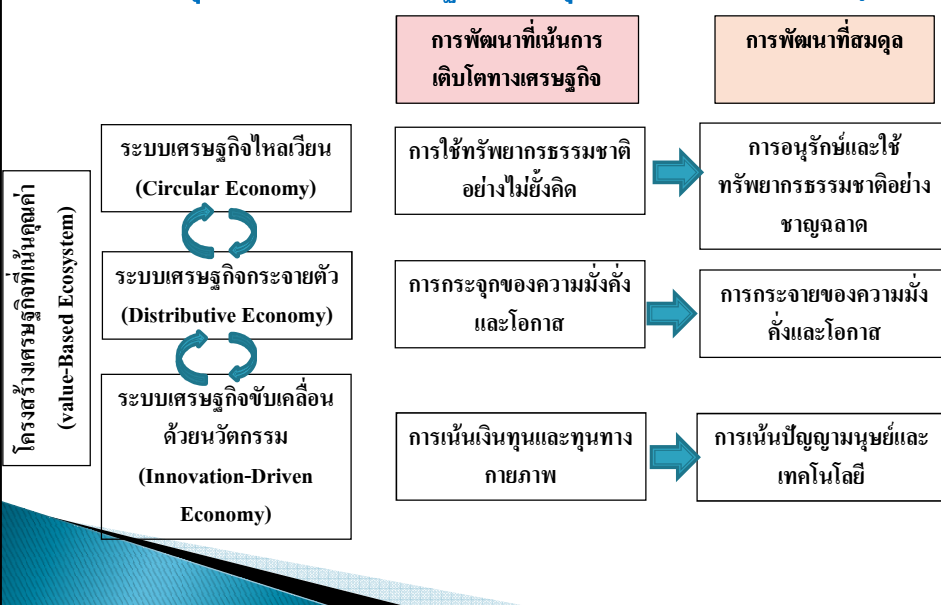 การพัฒนาที่เน้นการ
เติบโตทางเศรษฐกิจ
การพัฒนาที่สมดุล
โครงสร้างเศรษฐกิจที่เน้นคุณค่า
(value-Based Ecosystem)
ระบบเศรษฐกิจไหลเวียน
(Circular Economy)
การใช้ทรัพยากรธรรมชาติ
อย่างไม่ยั้งคิด
การอนุรักษ์และใช้
ทรัพยากรธรรมชาติอย่าง
ชาญฉลาด
ระบบเศรษฐกิจกระจายตัว
(Distributive Economy)
การกระจุกของความมั่งคั่ง
และโอกาส
การกระจายของความมั่ง
คั่งและโอกาส
ระบบเศรษฐกิจขับเคลื่อน
ด้วยนวัตกรรม
(Innovation-Driven
Economy)
การเน้นเงินทุนและทุนทาง
กายภาพ
การเน้นปัญญามนุษย์และ
เทคโนโลยี